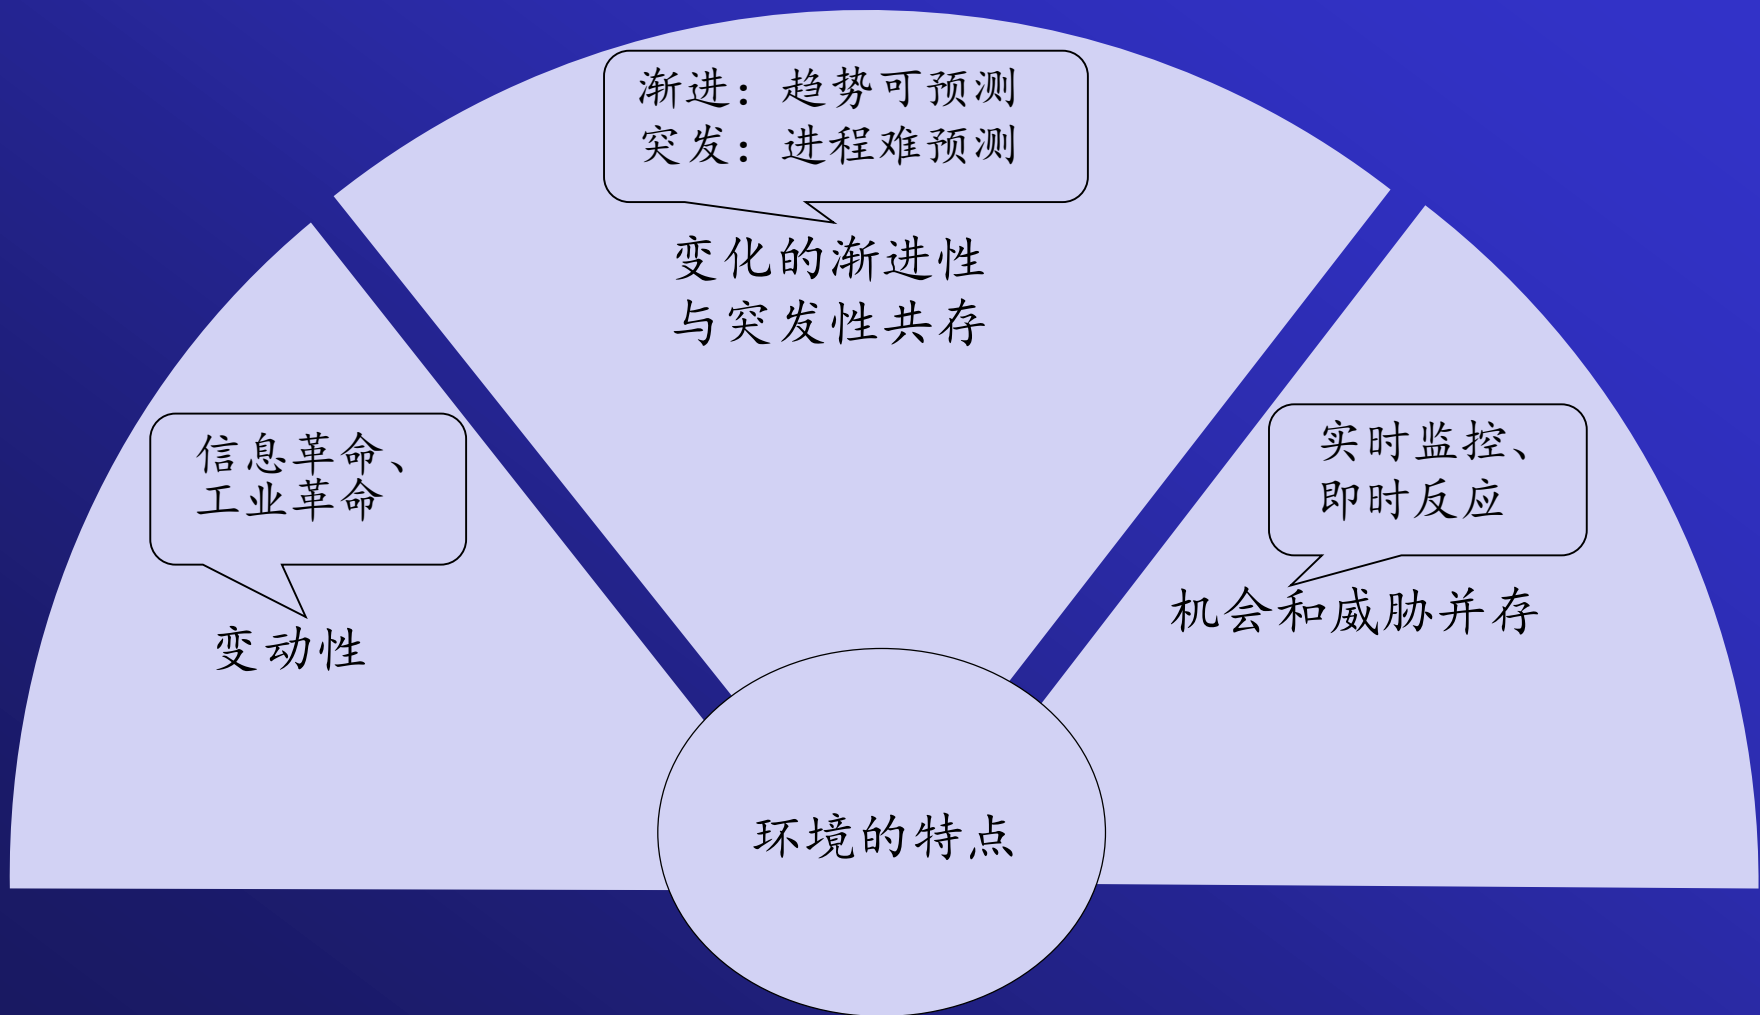 渐进：趋势可预测
突发：进程难预测
变化的渐进性
与突发性共存
信息革命、
工业革命
变动性
实时监控、
即时反应
机会和威胁并存
环境的特点